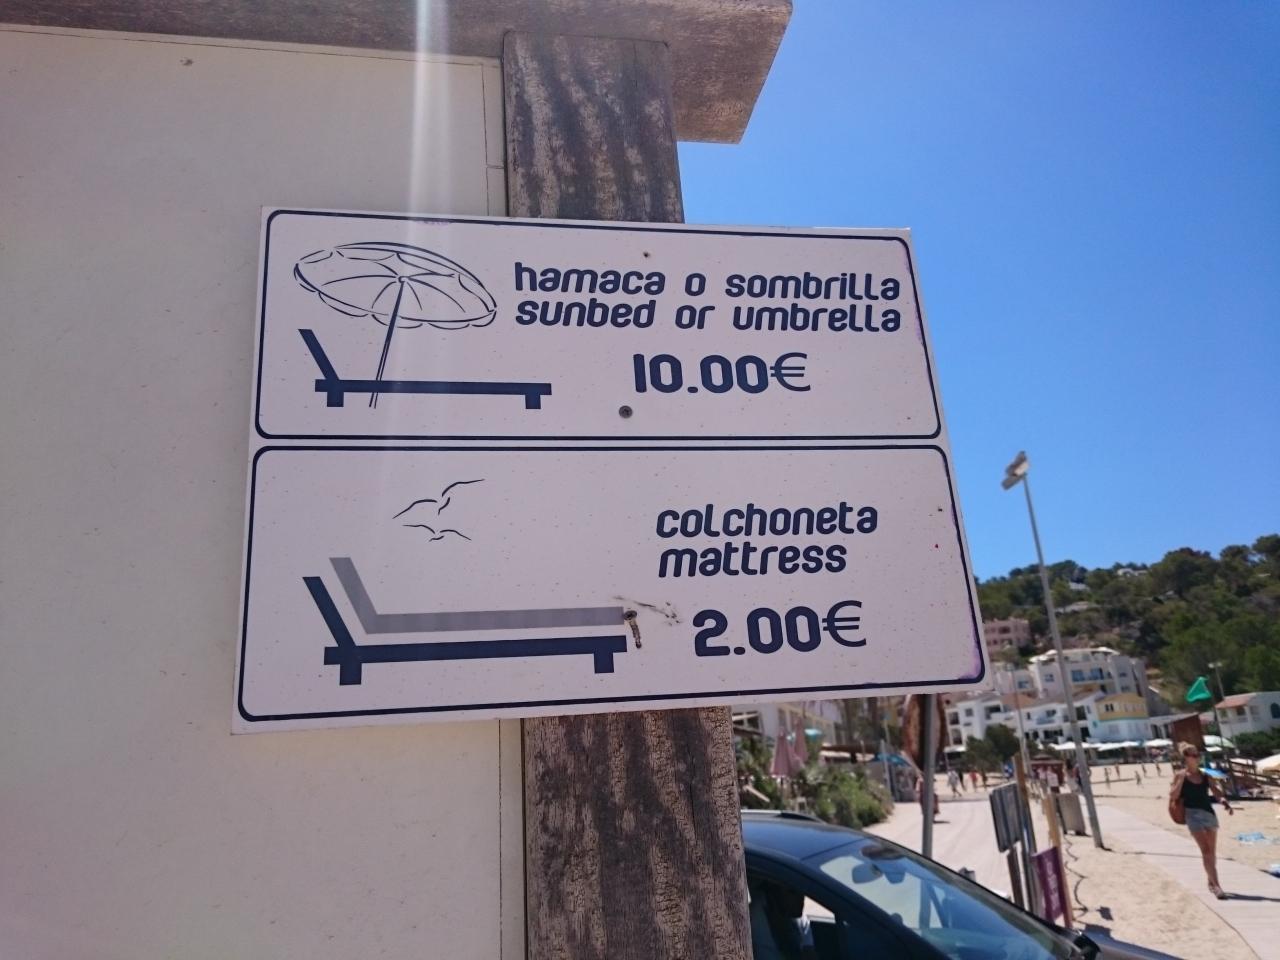 hamaca o sombrilla
sunbed or umbrella
10.00€
colchoneta
mattress
2.00€